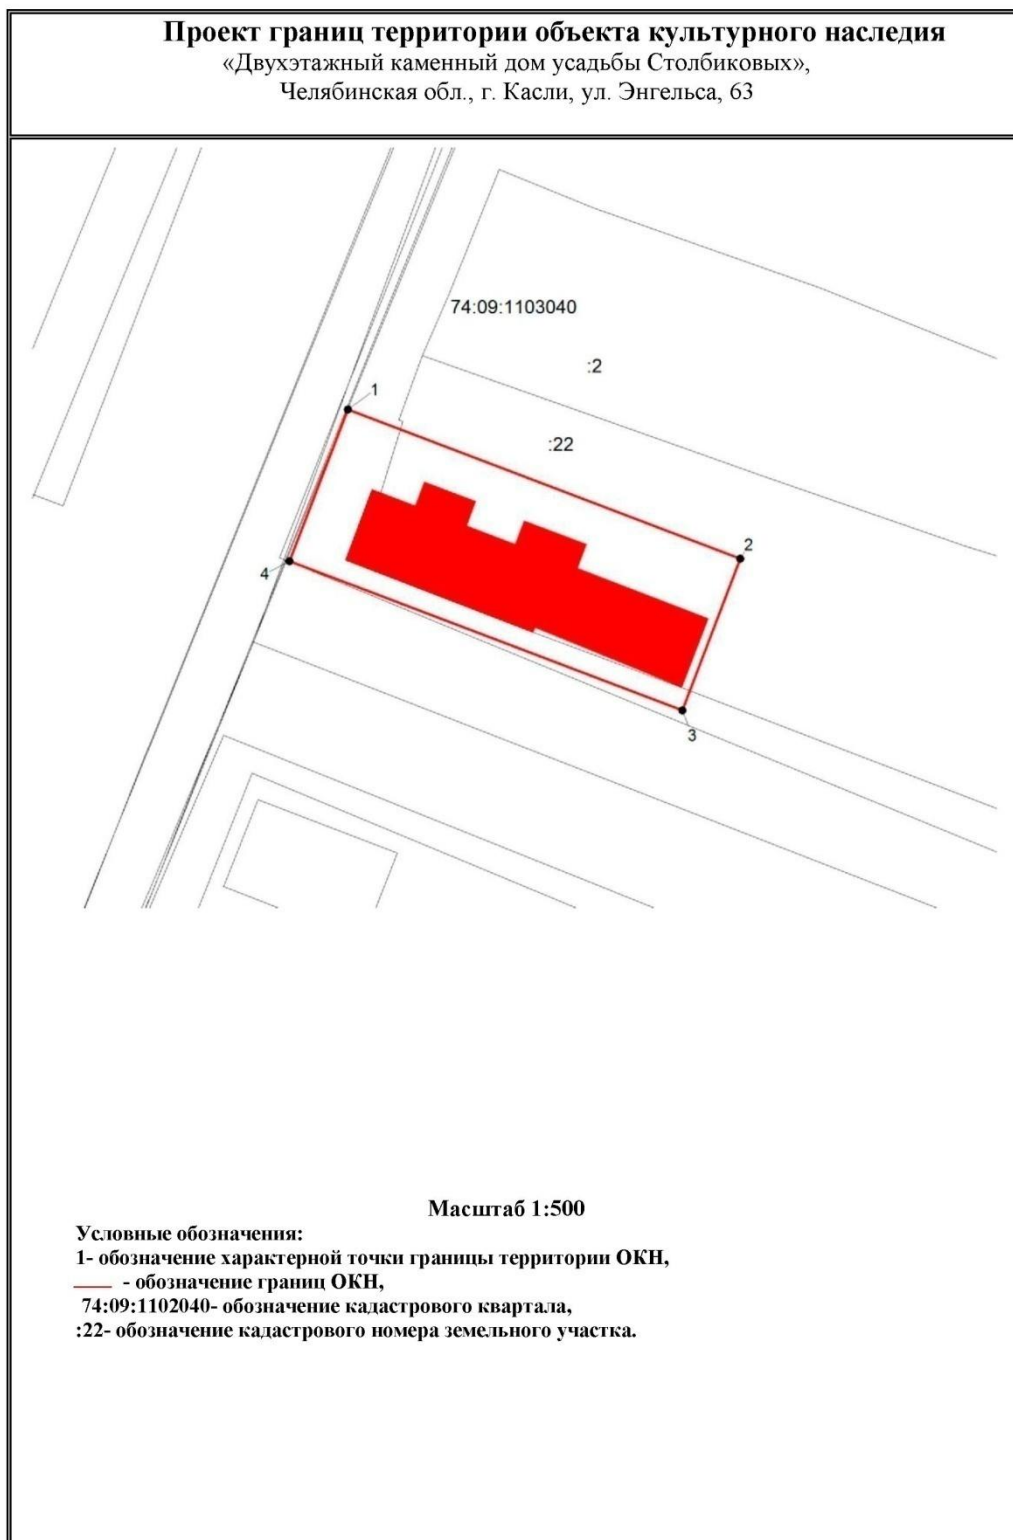 Проект границ территории объекта культурного наследия
«Двухэтажный каменный дом усадьбы Столбиковых»,
Челябинская обл., г. Касли, ул. Энгельса, 63
74:09:1103040
:2
1
:22
2
4
3
Масштаб 1:500
Условные обозначения:
1- обозначение характерной точки границы территории ОКН,
- обозначение границ ОКН,
74:09:1102040- обозначение кадастрового квартала,
:22- обозначение кадастрового номера земельного участка.